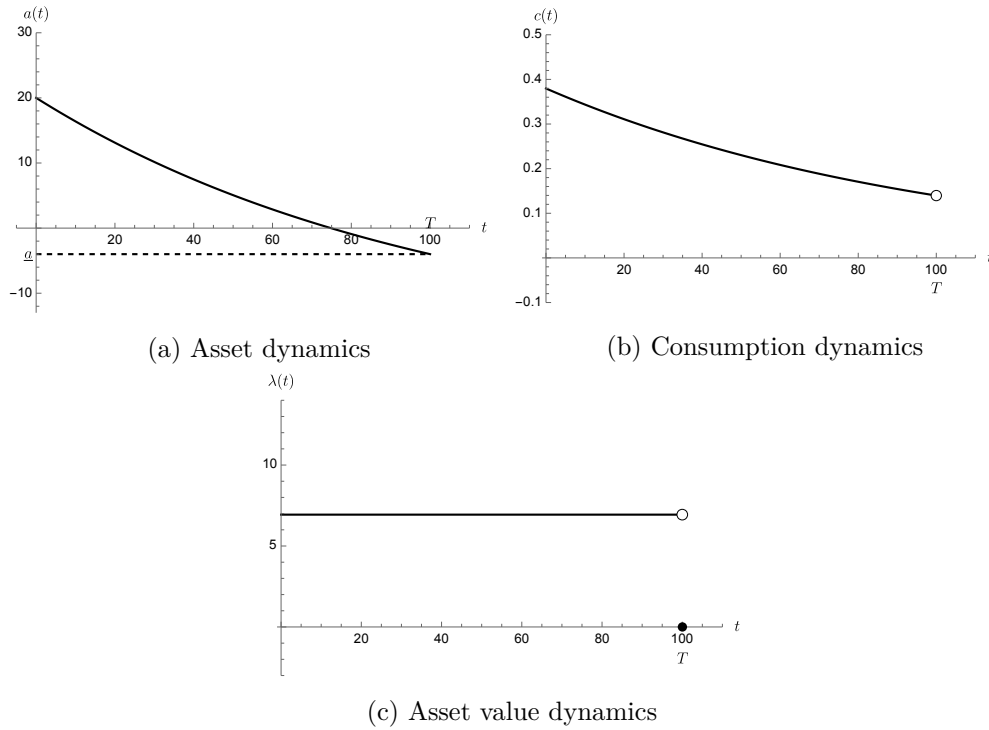 a(t)
30
20
10
T
t
20
40
60
80
100
a
−10
(a) Asset dynamics
c(t)
0.5
0.4
0.3
0.2
0.1
20
40
60
80
100
T
−0.1
(b) Consumption dynamics
λ(t)
10
5
20
40
60
80
100
t
T
(c) Asset value dynamics